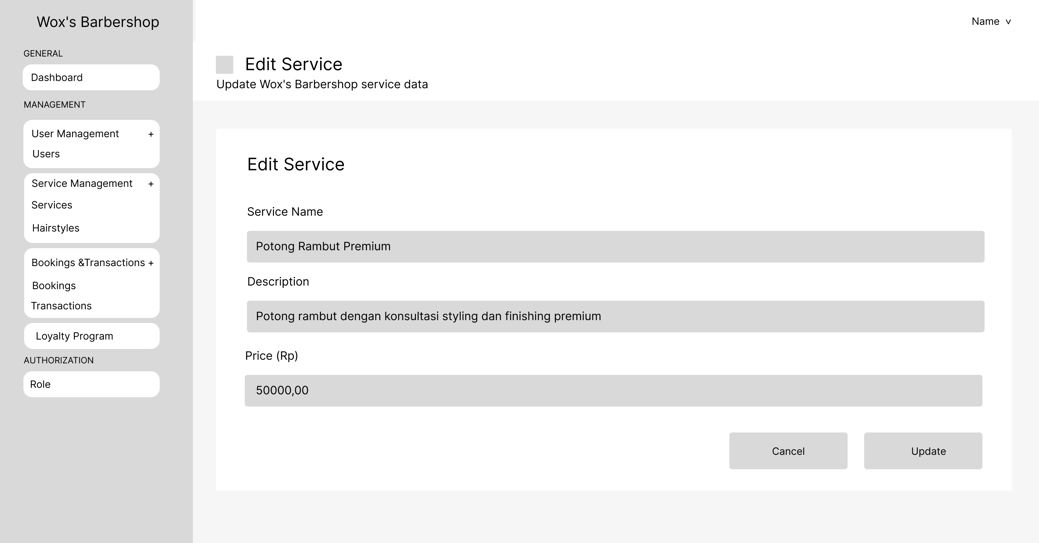 Wox's Barbershop
Name v
GENERAL
Dashboard
MANAGEMENT
User Management +
Users
Service Management +
Services
Hairstyles
Bookings &Transactions +
Bookings
Transactions
Loyalty Program
AUTHORIZATION
Role
Edit Service
Update Wox's Barbershop service data
Edit Service
Service Name
Potong Rambut Premium
Description
Potong rambut dengan konsultasi styling dan finishing premium
Price (Rp)
50000,00
Cancel Update